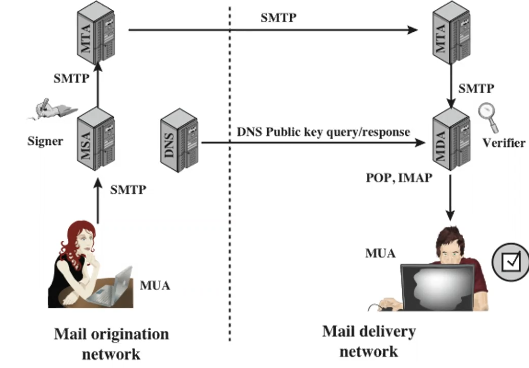 SMTP
MTA
MTA
SMTP
SMTP
Signer
MSA
DNS
DNS Public key query/response
MDA
Verifier
POP, IMAP
SMTP
MUA
MUA
Mail origination
network
Mail delivery
network